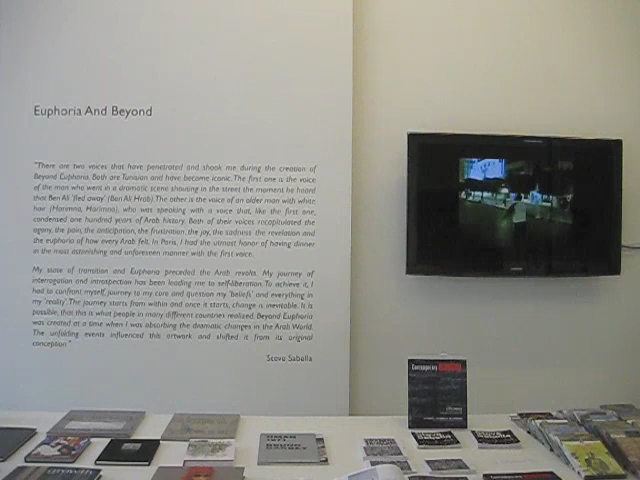 Euphoria And Beyond
"There are two voices that have penetrated and shook me during the creation of
Beyond Euphoria. Both are Tunisian and have become iconic. The first one is the voice
of the man who went in a dramatic scene shouting in the street the moment he heard
that Ben Ali 'fled away' (Ben Ali Hrab). The other is the voice of an older man with white
hair (Harimna, Harimna), who was speaking with a voice that, like the first one,
condensed one hundred years of Arab history. Both of their voices recapitulated the
agony, the pain, the anticipation, the frustration, the joy, the sadness, the revelation and
the euphoria of how every Arab felt. In Paris, I had the utmost honor of having dinner
in the most astonishing and unforeseen manner with the first voice.
My state of transition and Euphoria preceded the Arab revolts. My journey of
interrogation and introspection has been leading me to self-liberation. To achieve it, I
had to confront myself, journey to my core and question my 'beliefs' and everything in
my 'reality'. The journey starts from within and once it starts, change is inevitable. It is
possible, that this is what people in many different countries realized. Beyond Euphoria
was created at a time when I was absorbing the dramatic changes in the Arab World.
The unfolding events influenced this artwork and shifted it from its original
conception."
Steve Sabella
Contemporary